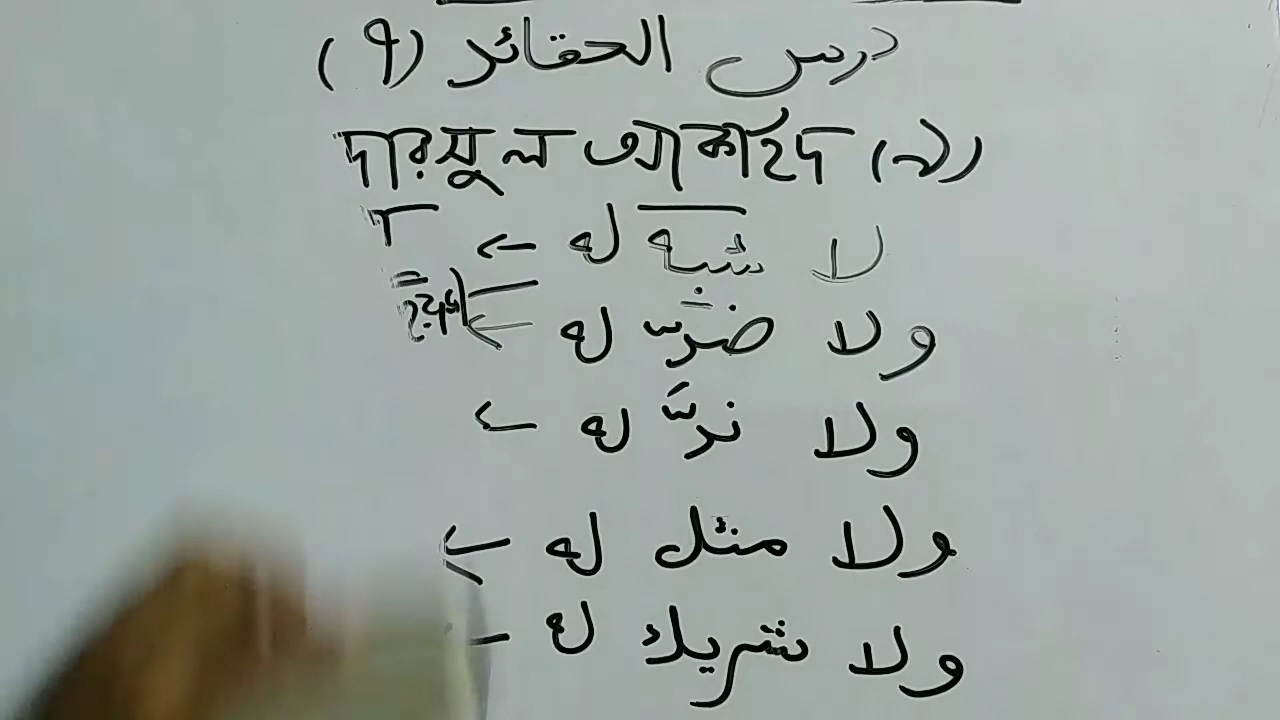 درس العقائد (٩)
দারসুল আকাইদ (৯)
لا شبه له ←
ولا ضدّ له ←
ولا ندّ له ←
ولا مثل له ←
ولا شريك له ←